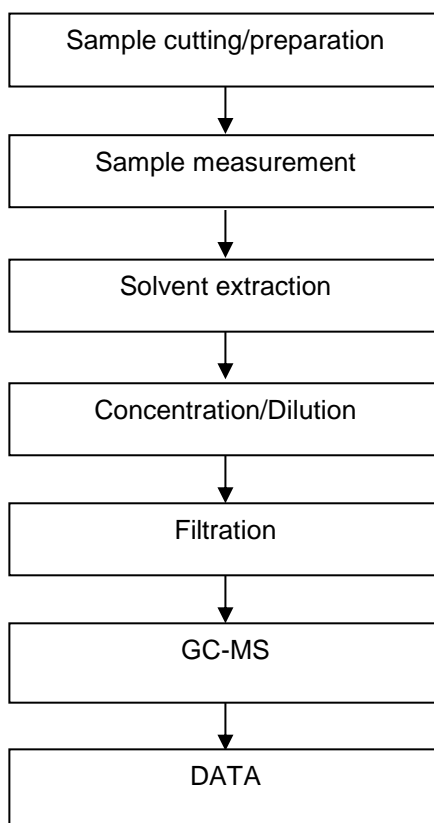 Sample cutting/preparation
Sample measurement
Solvent extraction
Concentration/Dilution
Filtration
GC-MS
DATA